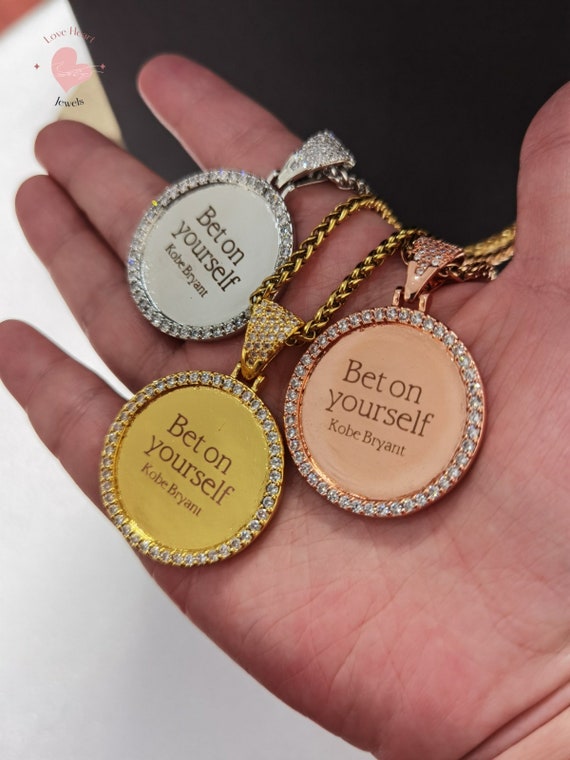 Love Heart
Jewels
Bet on
yourself
Kobe Bryant
Bet on
yourself
Kobe Bryant
Bet on
yourself
Kobe Bryant